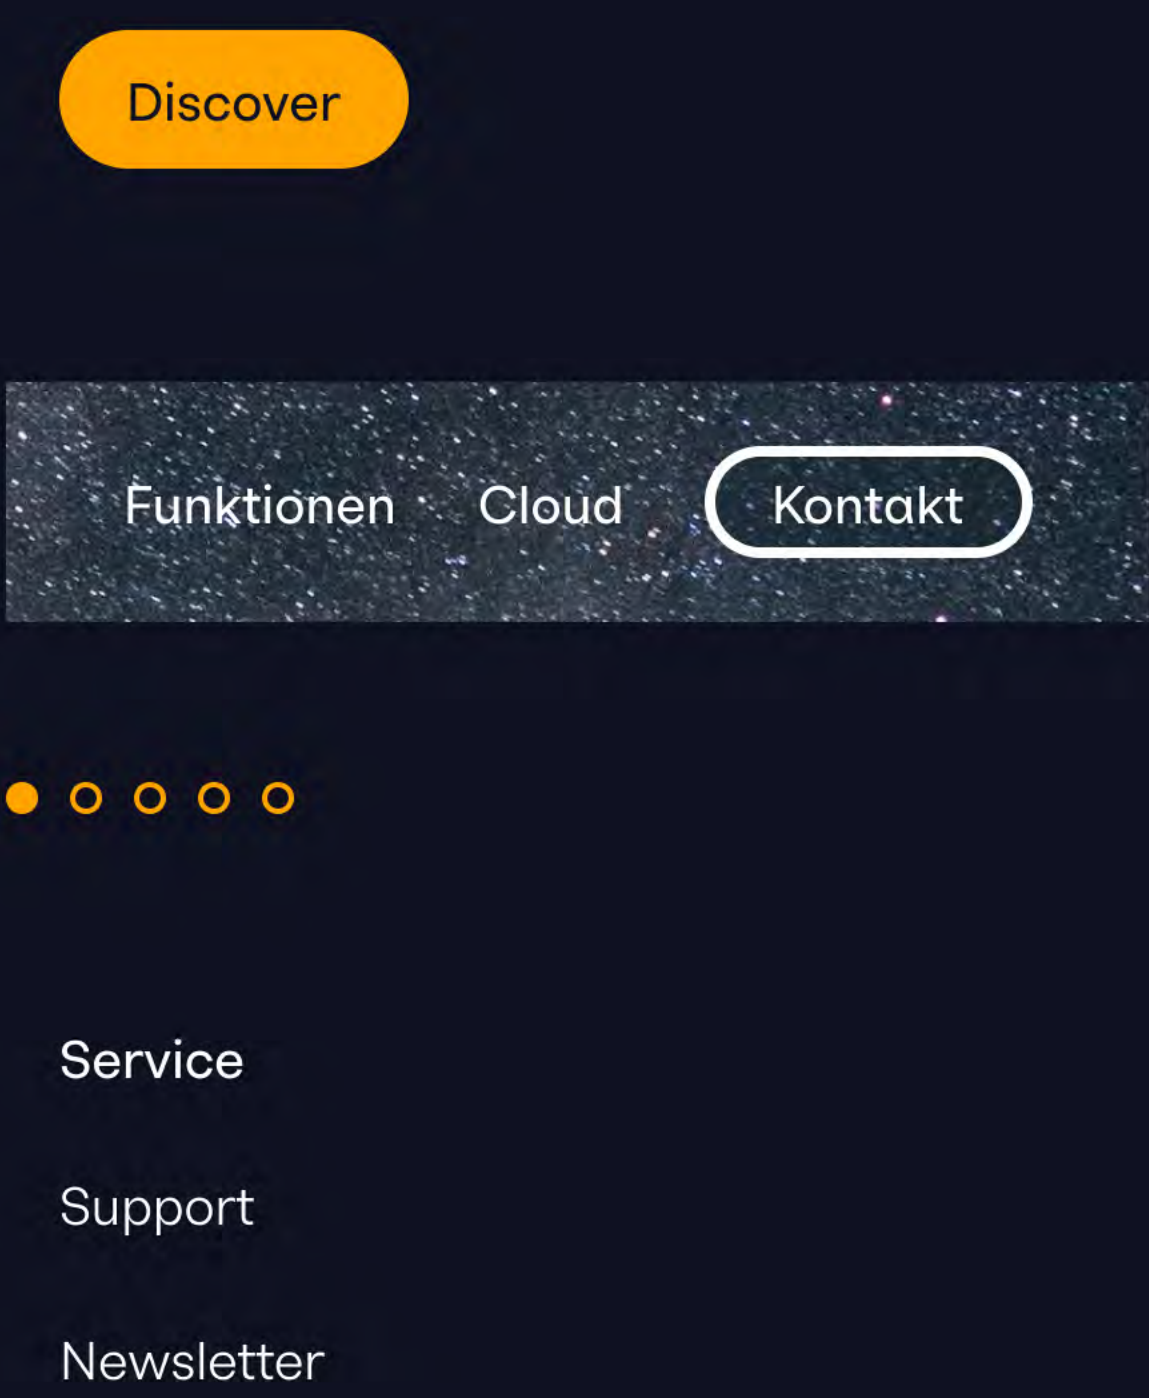 Discover
Funktionen Cloud Kontakt
Service
Support
Newsletter